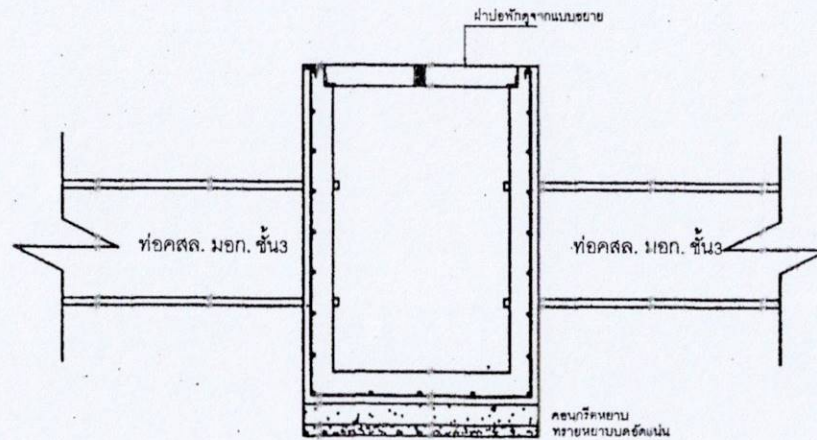 ฝาบ่อพักดูจากแบบขยาย
ท่อคสล. มอก. ชั้น3
ท่อคสล. มอก. ชั้น3
คอนกรีตหยาบ
ทรายหยาบบดอัดแน่น